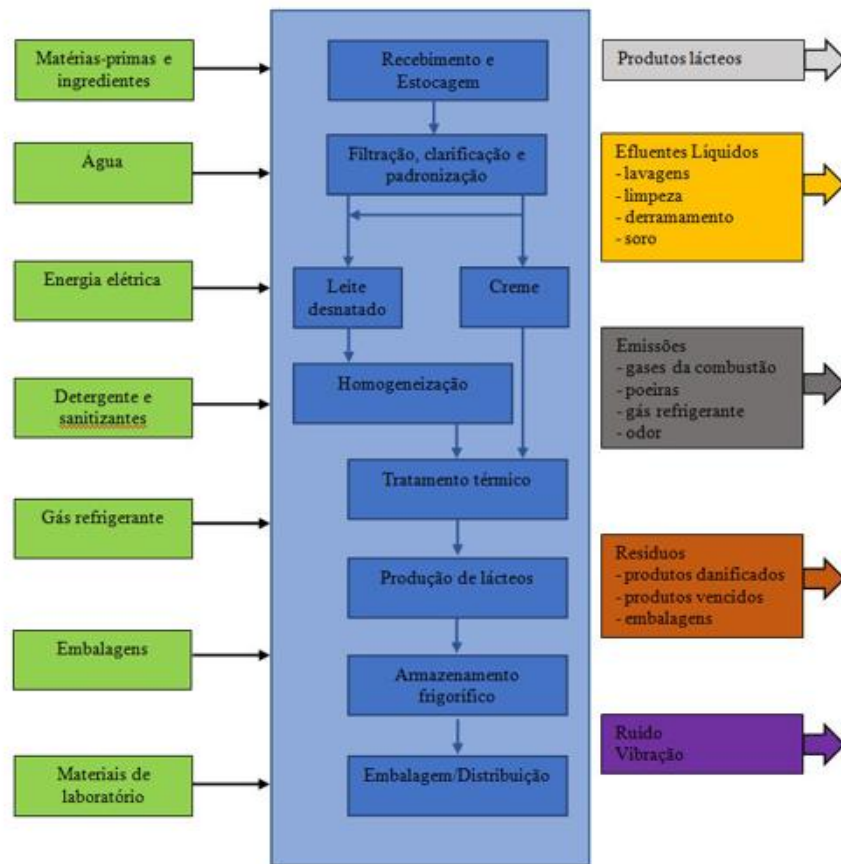 Matérias-primas e
ingredientes
Água
Energia elétrica
Detergente e
sanitizantes
Gás refrigerante
Embalagens
Materiais de
laboratório
Recebimento e
Estocagem
Filtração, clarificação e
padronização
Leite
desnatado
Creme
Homogeneização
Tratamento térmico
Produção de lácteos
Armazenamento
frigorífico
Embalagem/Distribuição
Produtos lácteos
Efluentes Líquidos
- lavagens
- limpeza
- derramamento
- soro
Emissões
- gases da combustão
- poeiras
- gás refrigerante
- odor
Resíduos
- produtos danificados
- produtos vencidos
- embalagens
Ruído
Vibração